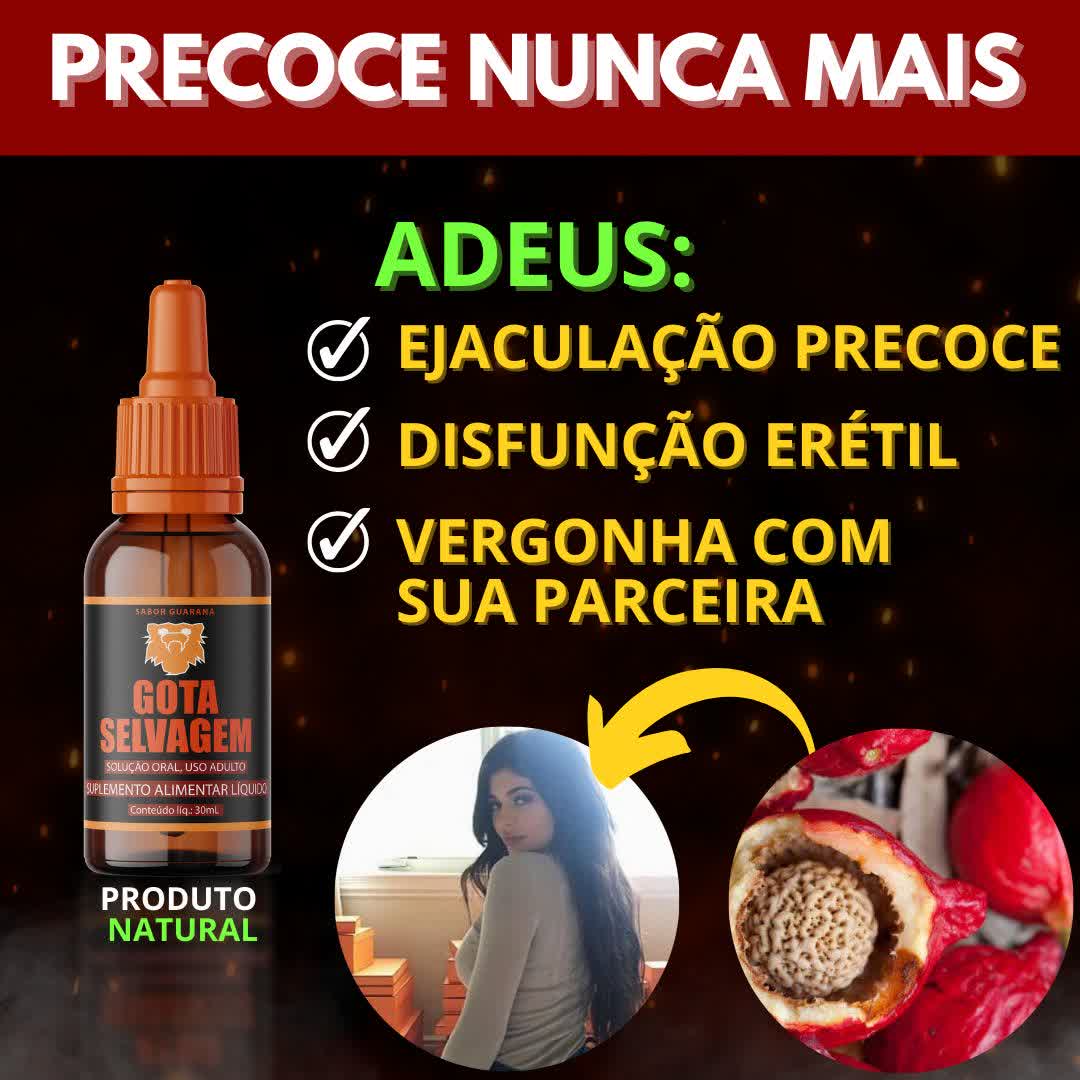 PRECOCE NUNCA MAIS
ADEUS:
EJACULAÇÃO PRECOCE
DISFUNÇÃO ERÉTIL
VERGONHA COM
SUA PARCEIRA
SABOR GUARANÁ
GOTA
SELVAGEM
SOLUÇÃO ORAL, USO ADULTO
SUPLEMENTO ALIMENTAR LÍQUIDO
Conteúdo líq.: 30mL
PRODUTO
NATURAL